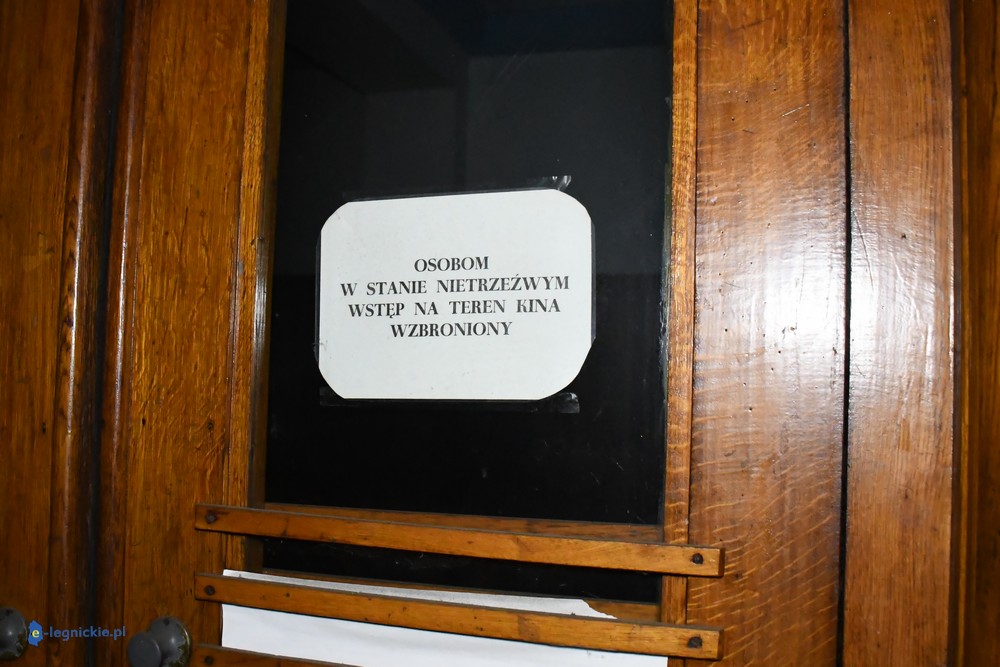 OSOBOM
W STANIE NIETRZEŹWYM
WSTĘP NA TEREN KINA
WZBRONIONY
e-legnickie.pl